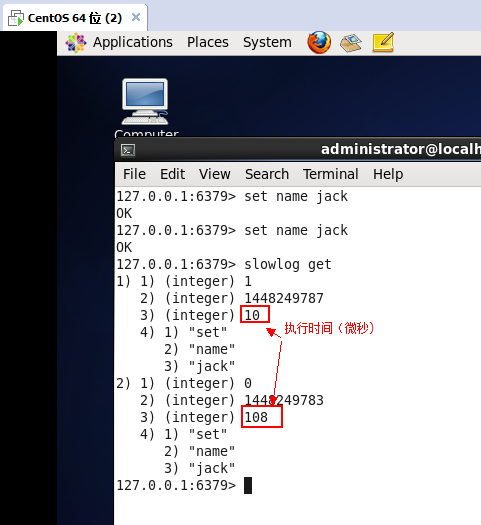 CentOS 64 位 (2) ×
Applications Places System
Computer
administrator@localh
File Edit View Search Terminal Help
127.0.0.1:6379> set name jack
OK
127.0.0.1:6379> set name jack
OK
127.0.0.1:6379> slowlog get
1) 1) (integer) 1
2) (integer) 1448249787
3) (integer) 10
执行时间（微秒）
4) 1) "set"
2) "name"
3) "jack"
2) 1) (integer) 0
2) (integer) 1448249783
3) (integer) 108
4) 1) "set"
2) "name"
3) "jack"
127.0.0.1:6379>